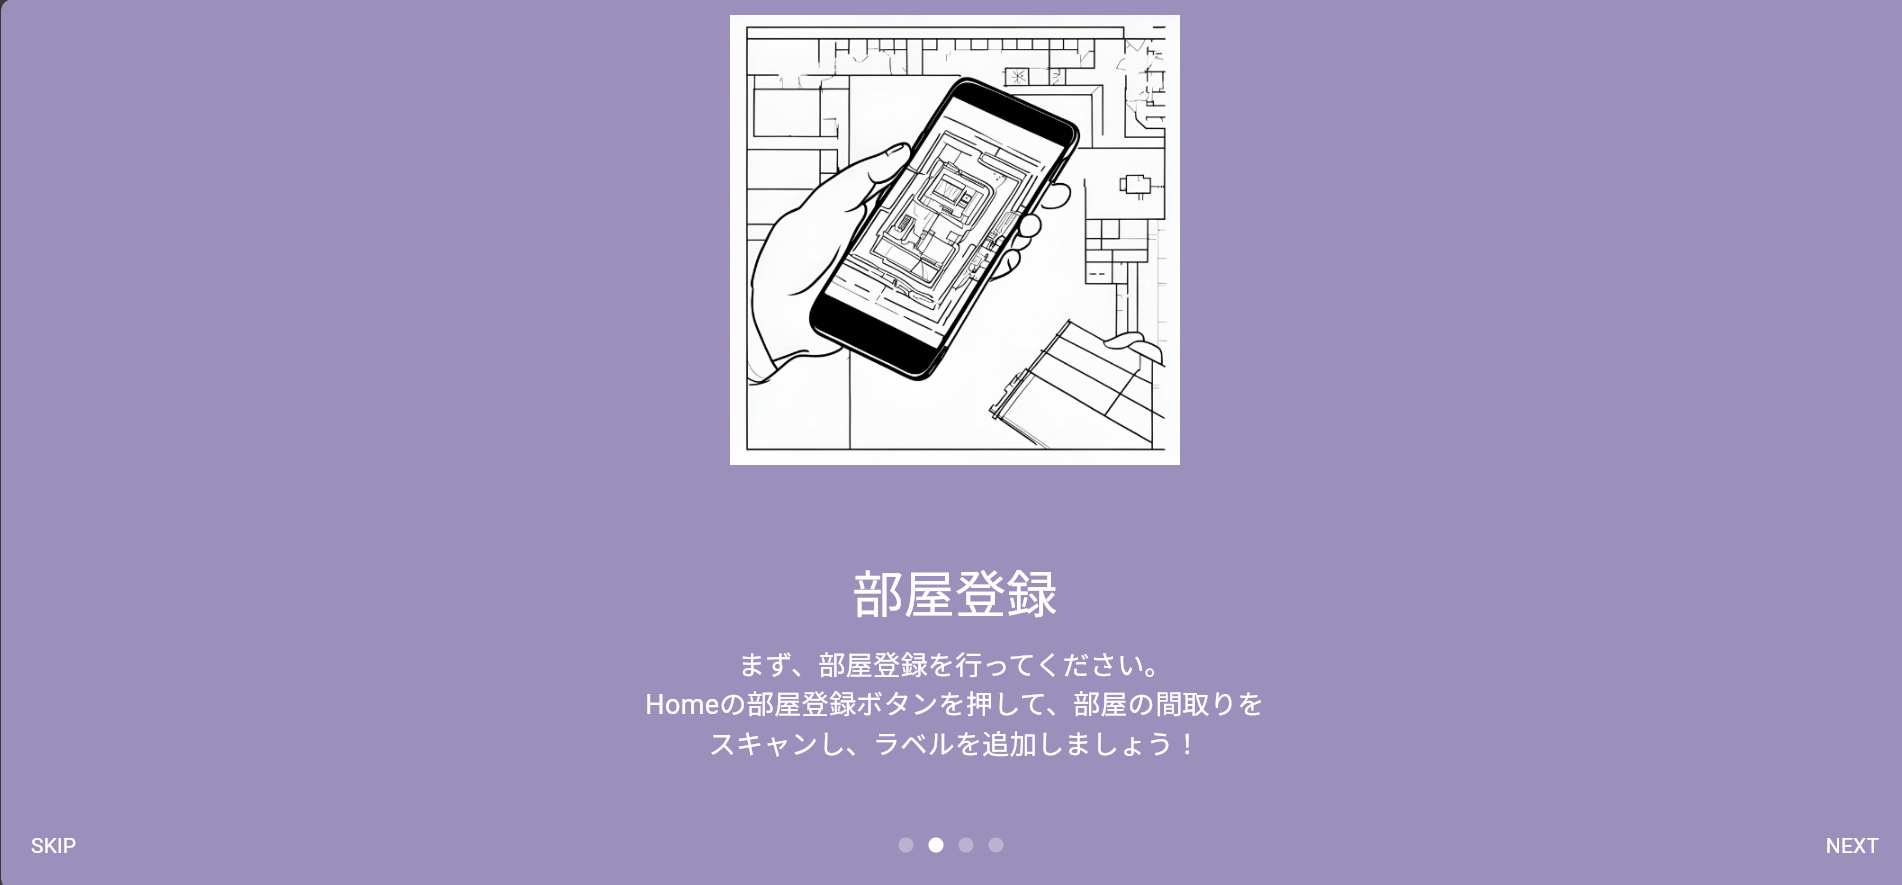 部屋登録
まず、部屋登録を行ってください。
Homeの部屋登録ボタンを押して、部屋の間取りを
スキャンし、ラベルを追加しましょう！
SKIP
NEXT